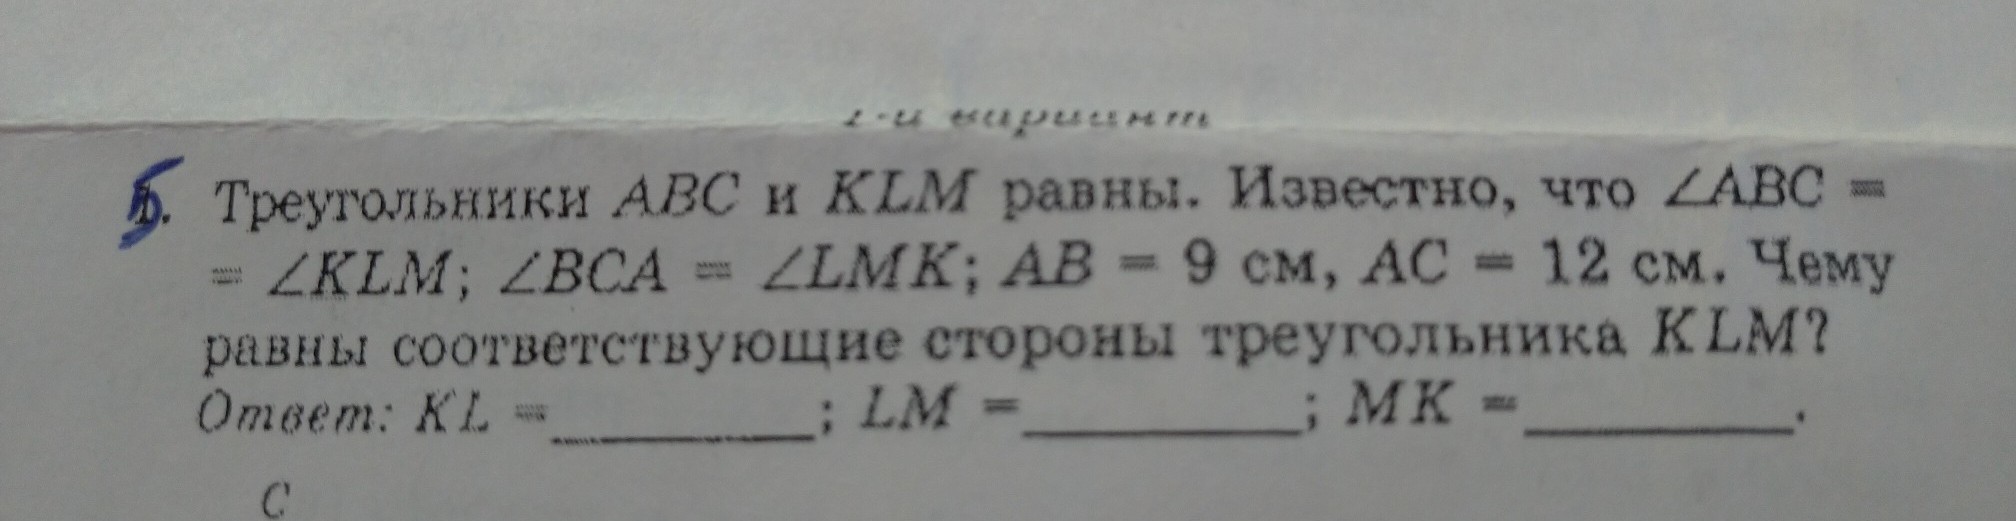 вариант
5. Треугольники ABC и KLM равны. Известно, что ∠ABC =
= ∠KLM; ∠BCA = ∠LMK; AB = 9 см, AC = 12 см. Чему
равны соответствующие стороны треугольника KLM?
Ответ: KL = ________; LM = ________; MK = ________.
C